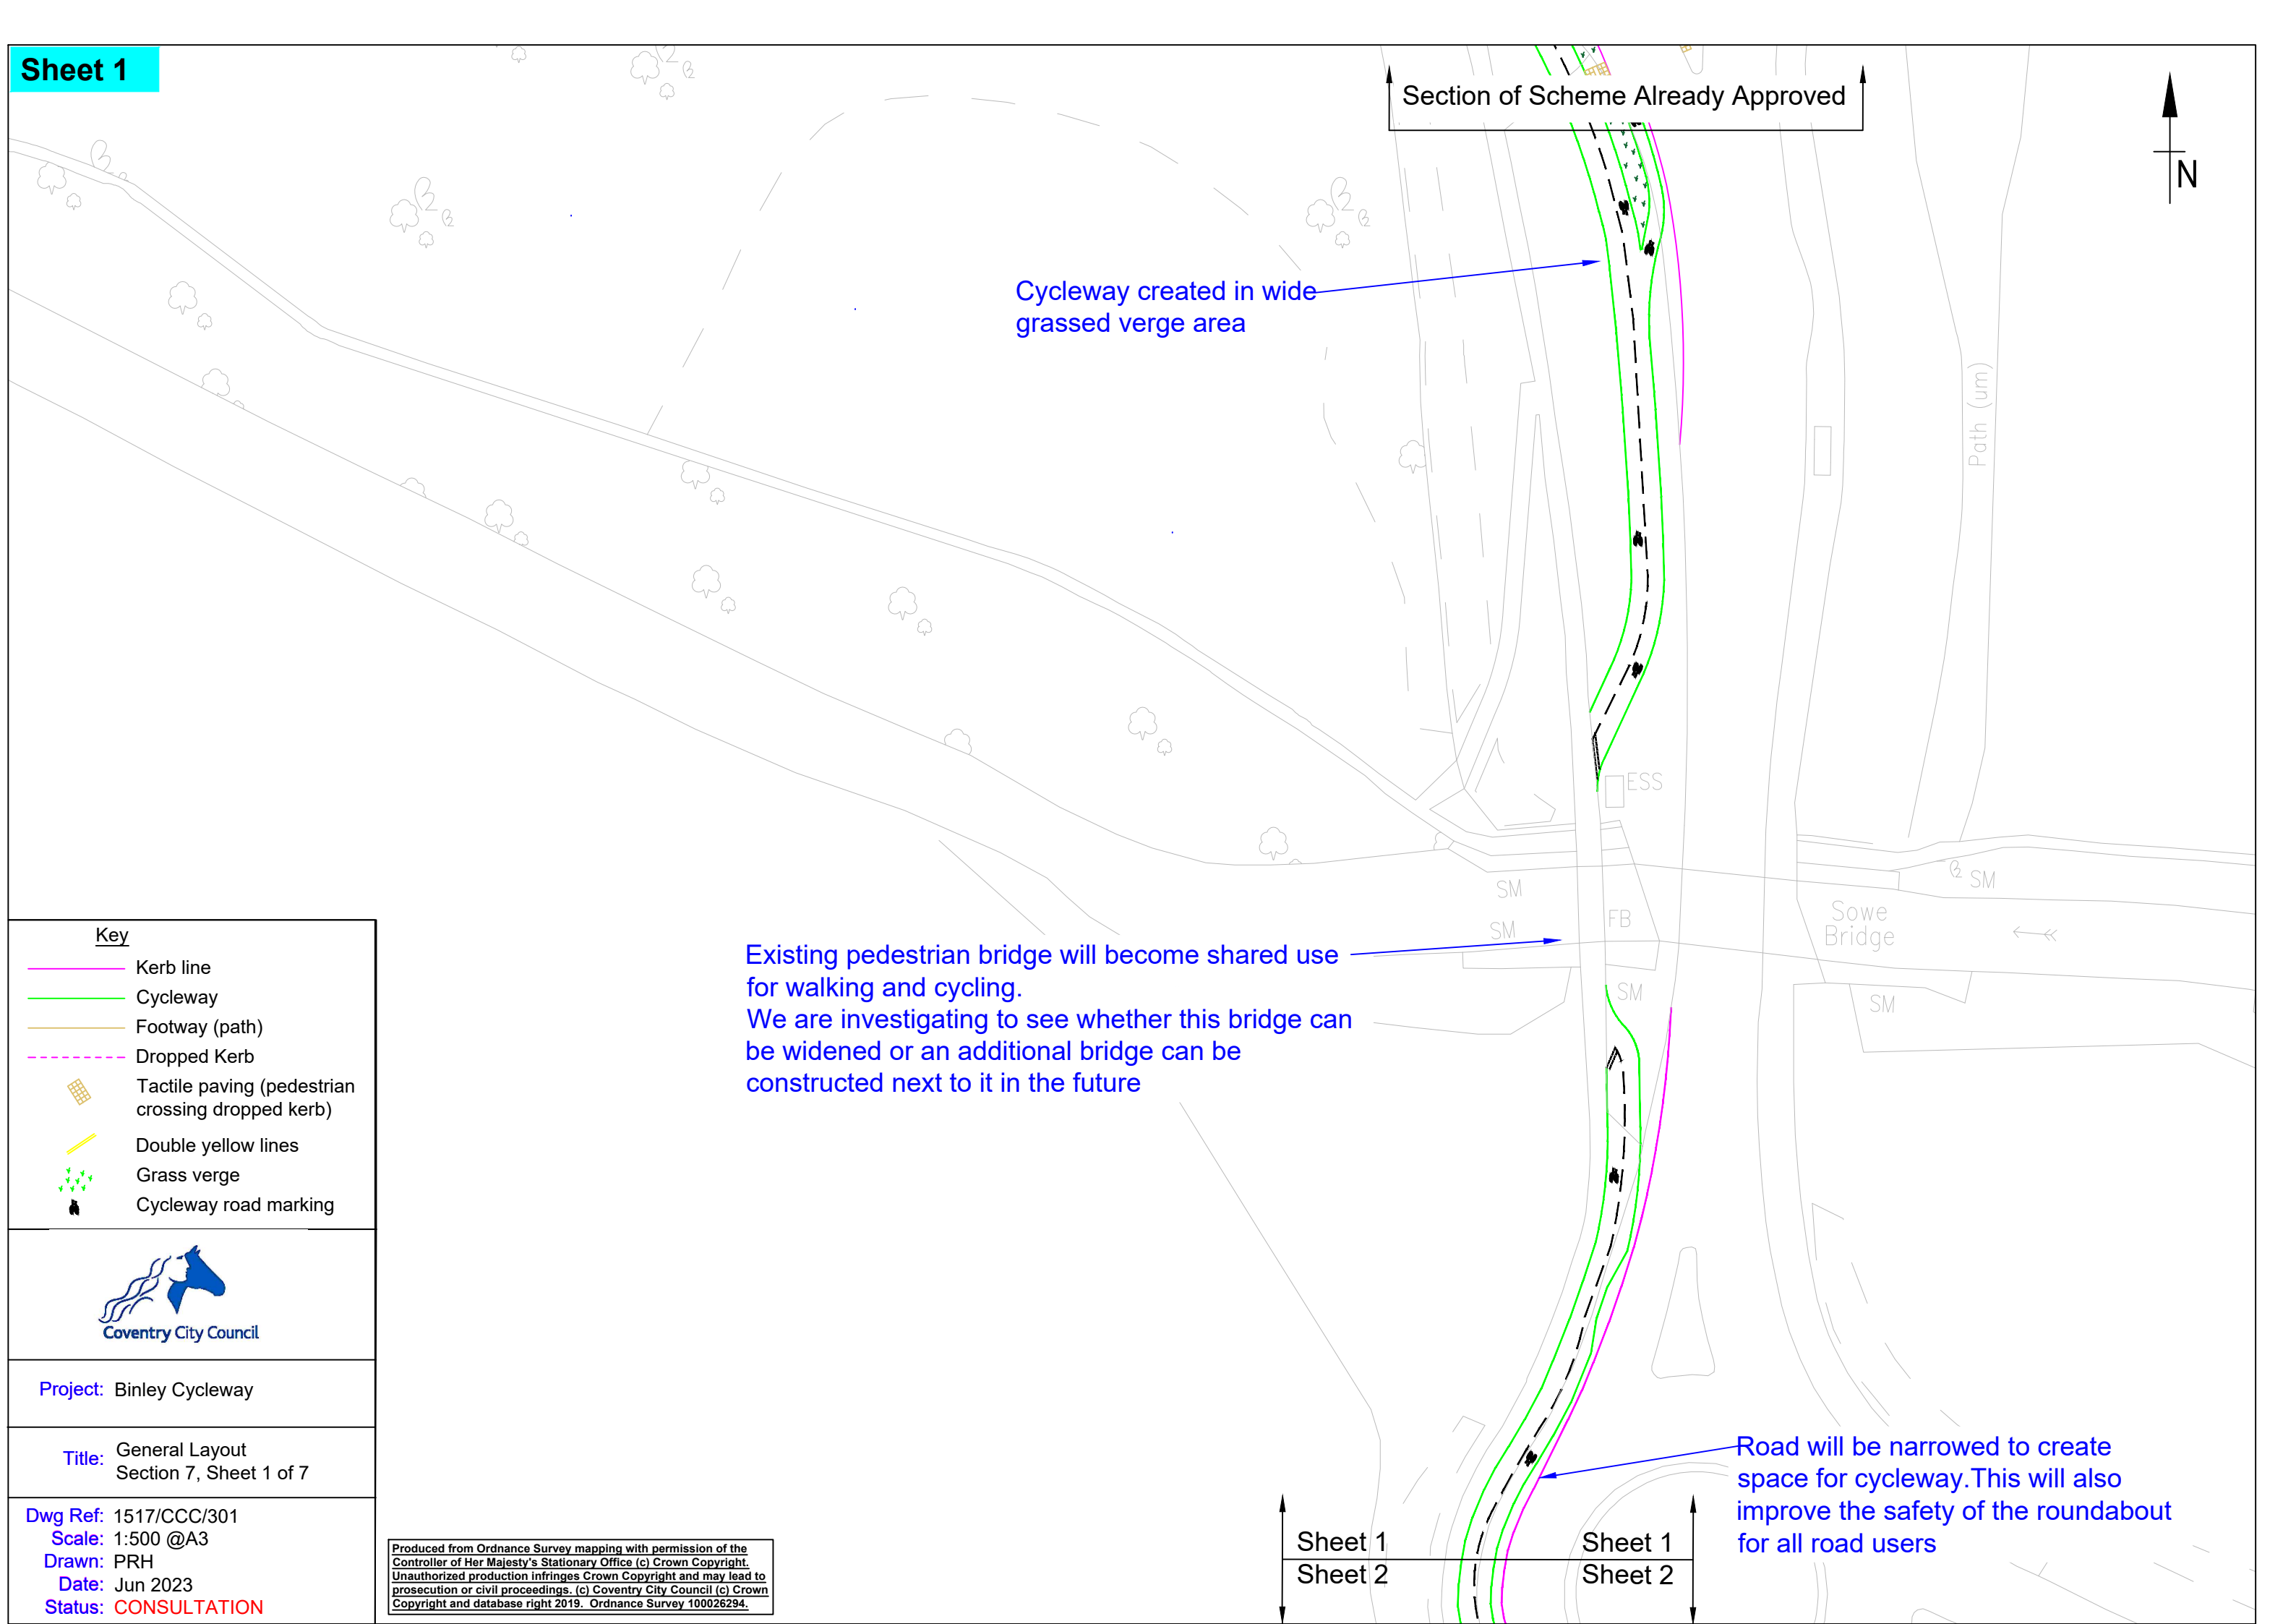 Sheet 1
Section of Scheme Already Approved
N
Cycleway created in wide
grassed verge area
Path (um)
ESS
SM
SM
FB
SM
Sowe
Bridge
SM
SM
Existing pedestrian bridge will become shared use
for walking and cycling.
We are investigating to see whether this bridge can
be widened or an additional bridge can be
constructed next to it in the future
Key
Kerb line
Cycleway
Footway (path)
Dropped Kerb
Tactile paving (pedestrian
crossing dropped kerb)
Double yellow lines
Grass verge
Cycleway road marking
Coventry City Council
Project: Binley Cycleway
Title: General Layout
Section 7, Sheet 1 of 7
Dwg Ref: 1517/CCC/301
Scale: 1:500 @A3
Drawn: PRH
Date: Jun 2023
Status: CONSULTATION
Produced from Ordnance Survey mapping with permission of the
Controller of Her Majesty's Stationary Office (c) Crown Copyright.
Unauthorized production infringes Crown Copyright and may lead to
prosecution or civil proceedings. (c) Coventry City Council (c) Crown
Copyright and database right 2019. Ordnance Survey 100026294.
Road will be narrowed to create
space for cycleway.This will also
improve the safety of the roundabout
for all road users
Sheet 1
Sheet 2
Sheet 1
Sheet 2